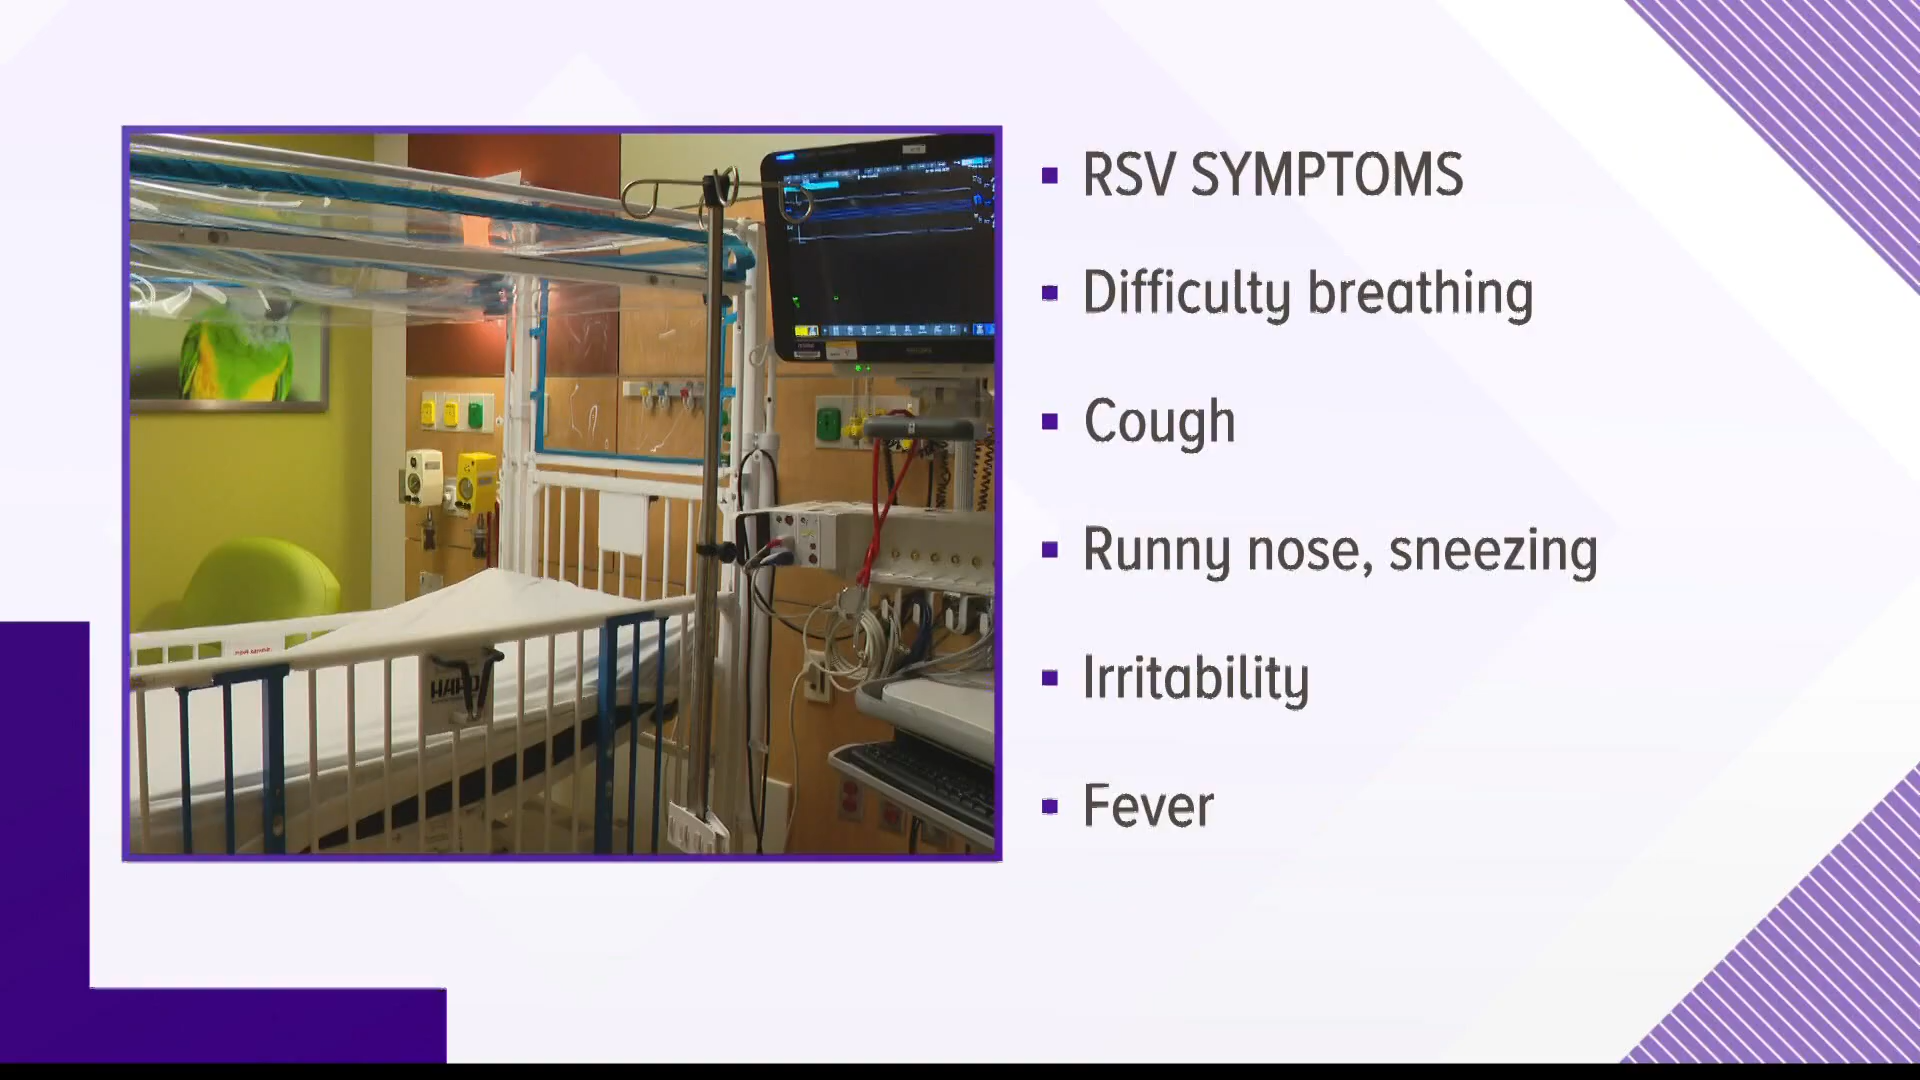 RSV SYMPTOMS
Difficulty breathing
Cough
Runny nose, sneezing
Irritability
Fever